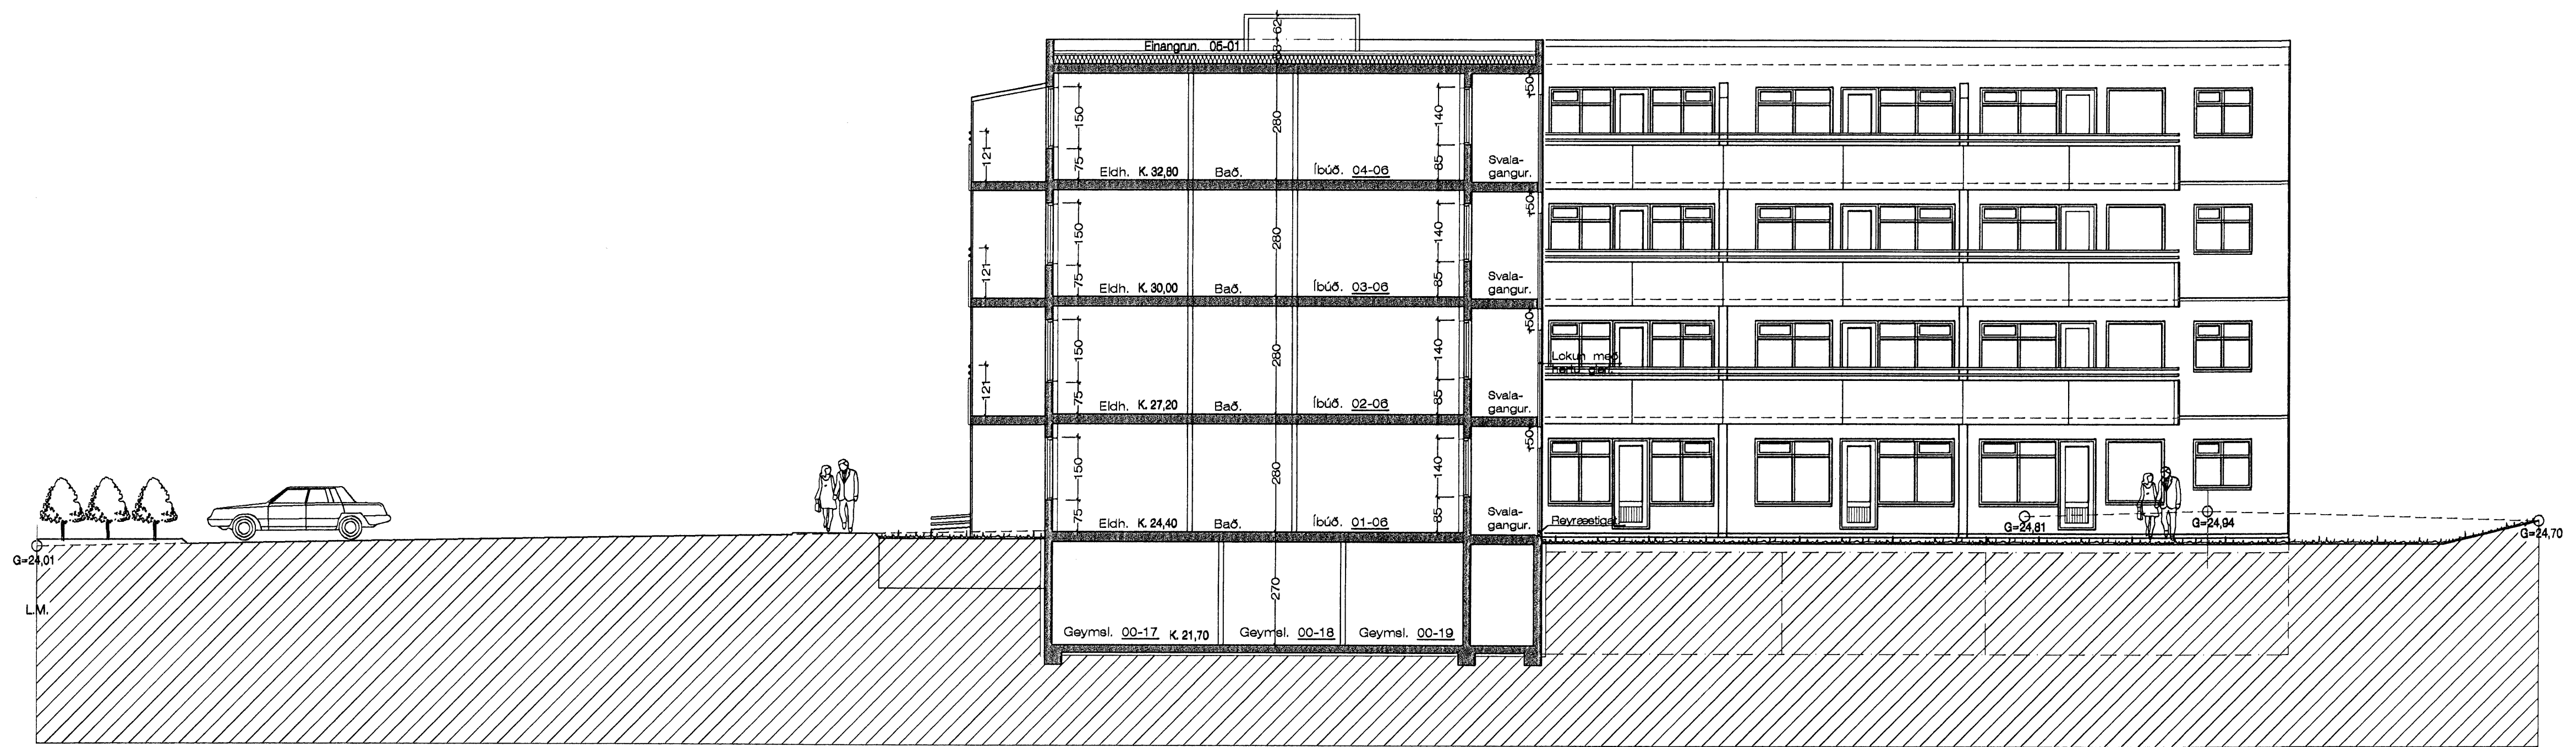 62
Einangrun. 05-01
150
75
121
Eldh. K. 32,80
Bað.
280
Íbúð. 04-06
140
85
Svala-
gangur.
50
150
75
121
Eldh. K. 30,00
Bað.
280
Íbúð. 03-06
140
85
Svala-
gangur.
50
150
75
121
Eldh. K. 27,20
Bað.
280
Íbúð. 02-06
140
85
Svala-
gangur.
50
Lokun með
hertu gleri.
150
75
Eldh. K. 24,40
Bað.
280
Íbúð. 01-06
140
85
Svala-
gangur.
50
G=24,81
G=24,94
G=24,70
G=24,01
L.M.
270
Geymsl. 00-17 K. 21,70
Geymsl. 00-18
Geymsl. 00-19